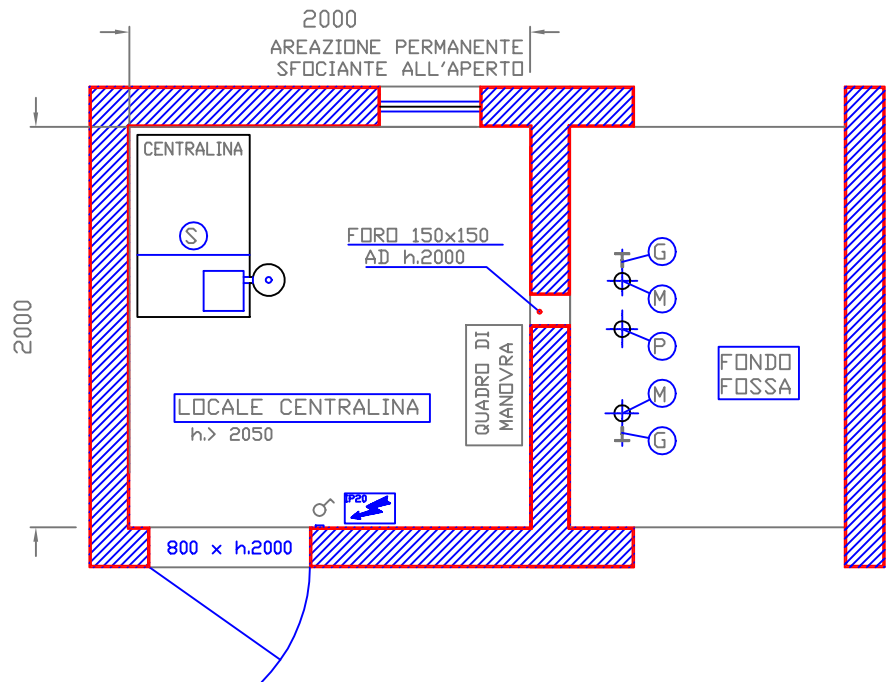 2000
AREAZIONE PERMANENTE
SFOCIANTE ALL'APERTO
CENTRALINA
S
FORO 150x150
AD h.2000
G
M
P
M
G
2000
QUADRO DI
MANOVRA
FONDO
FOSSA
LOCALE CENTRALINA
h.> 2050
IP20
800 x h.2000